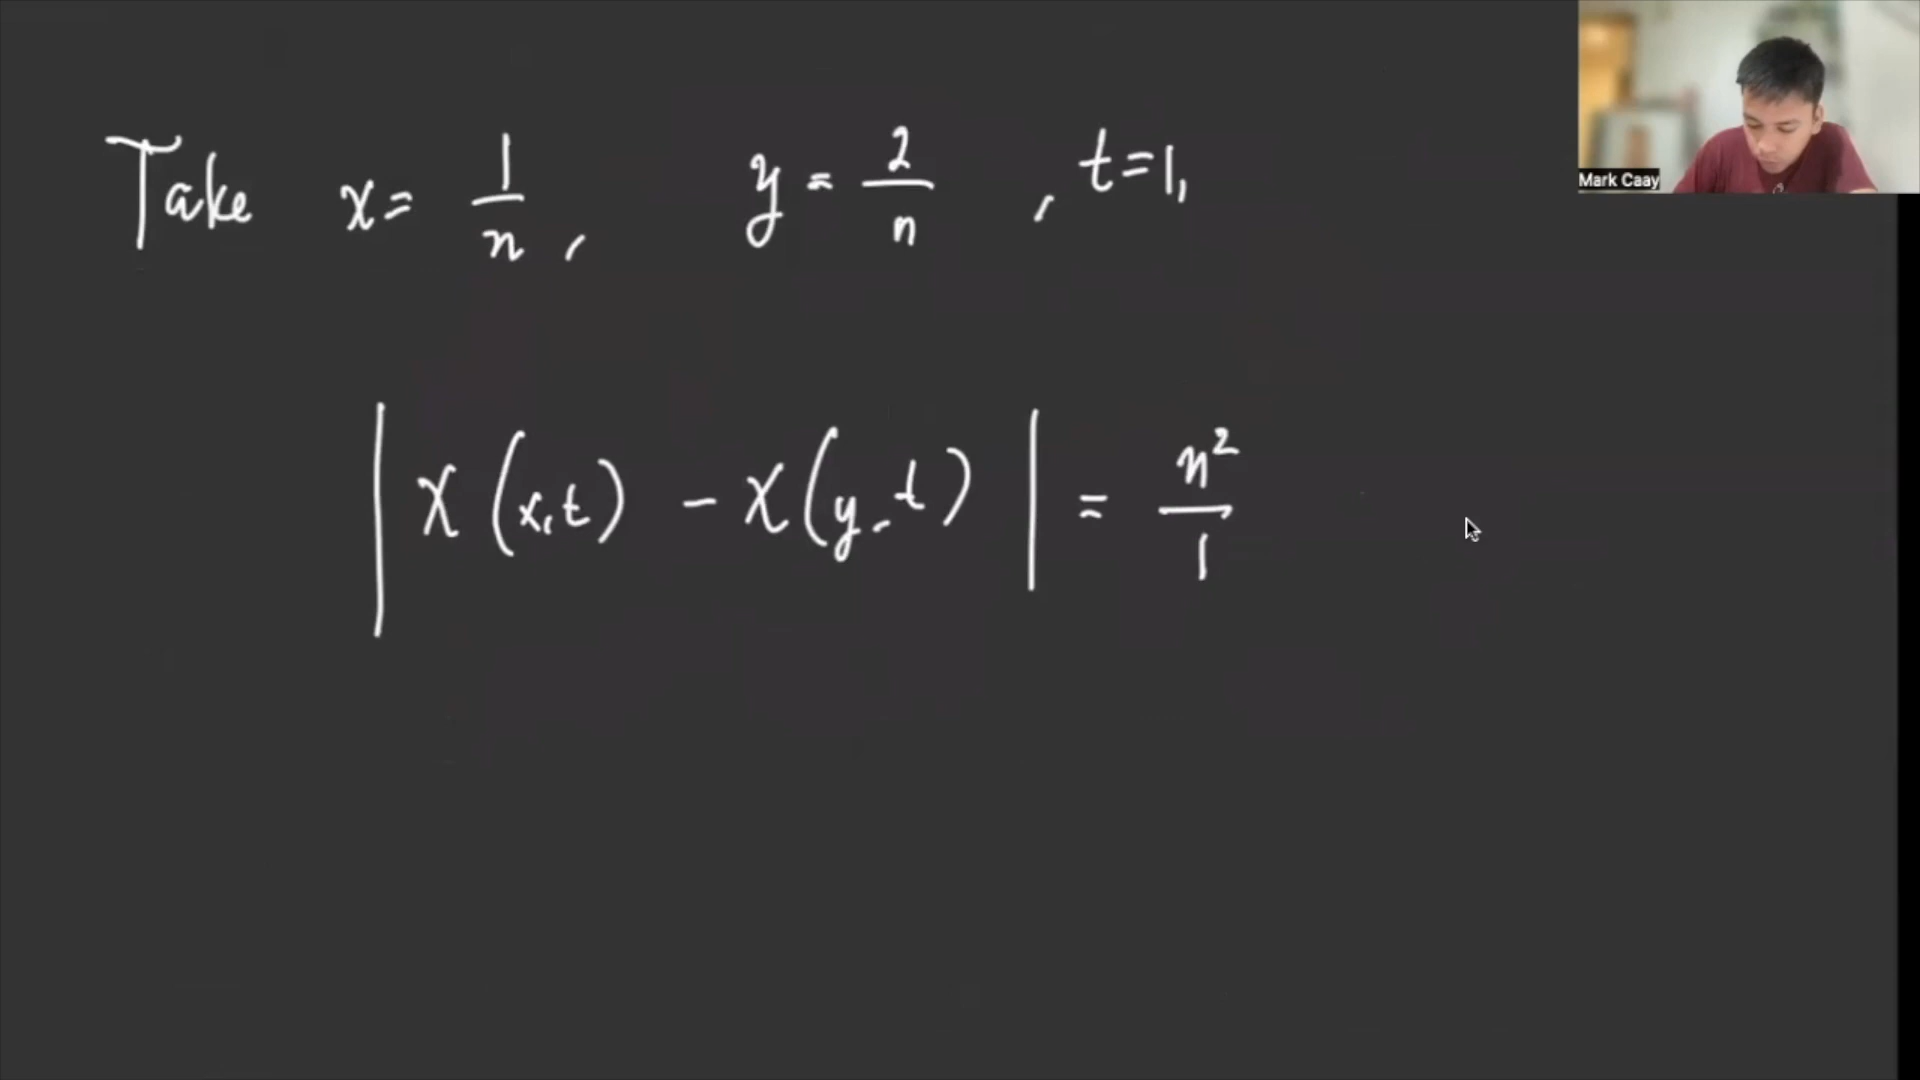 Take x = 1/n, y = 2/n, t=1,
| X(x,t) - X(y,t) | = n²/1
Mark Caay